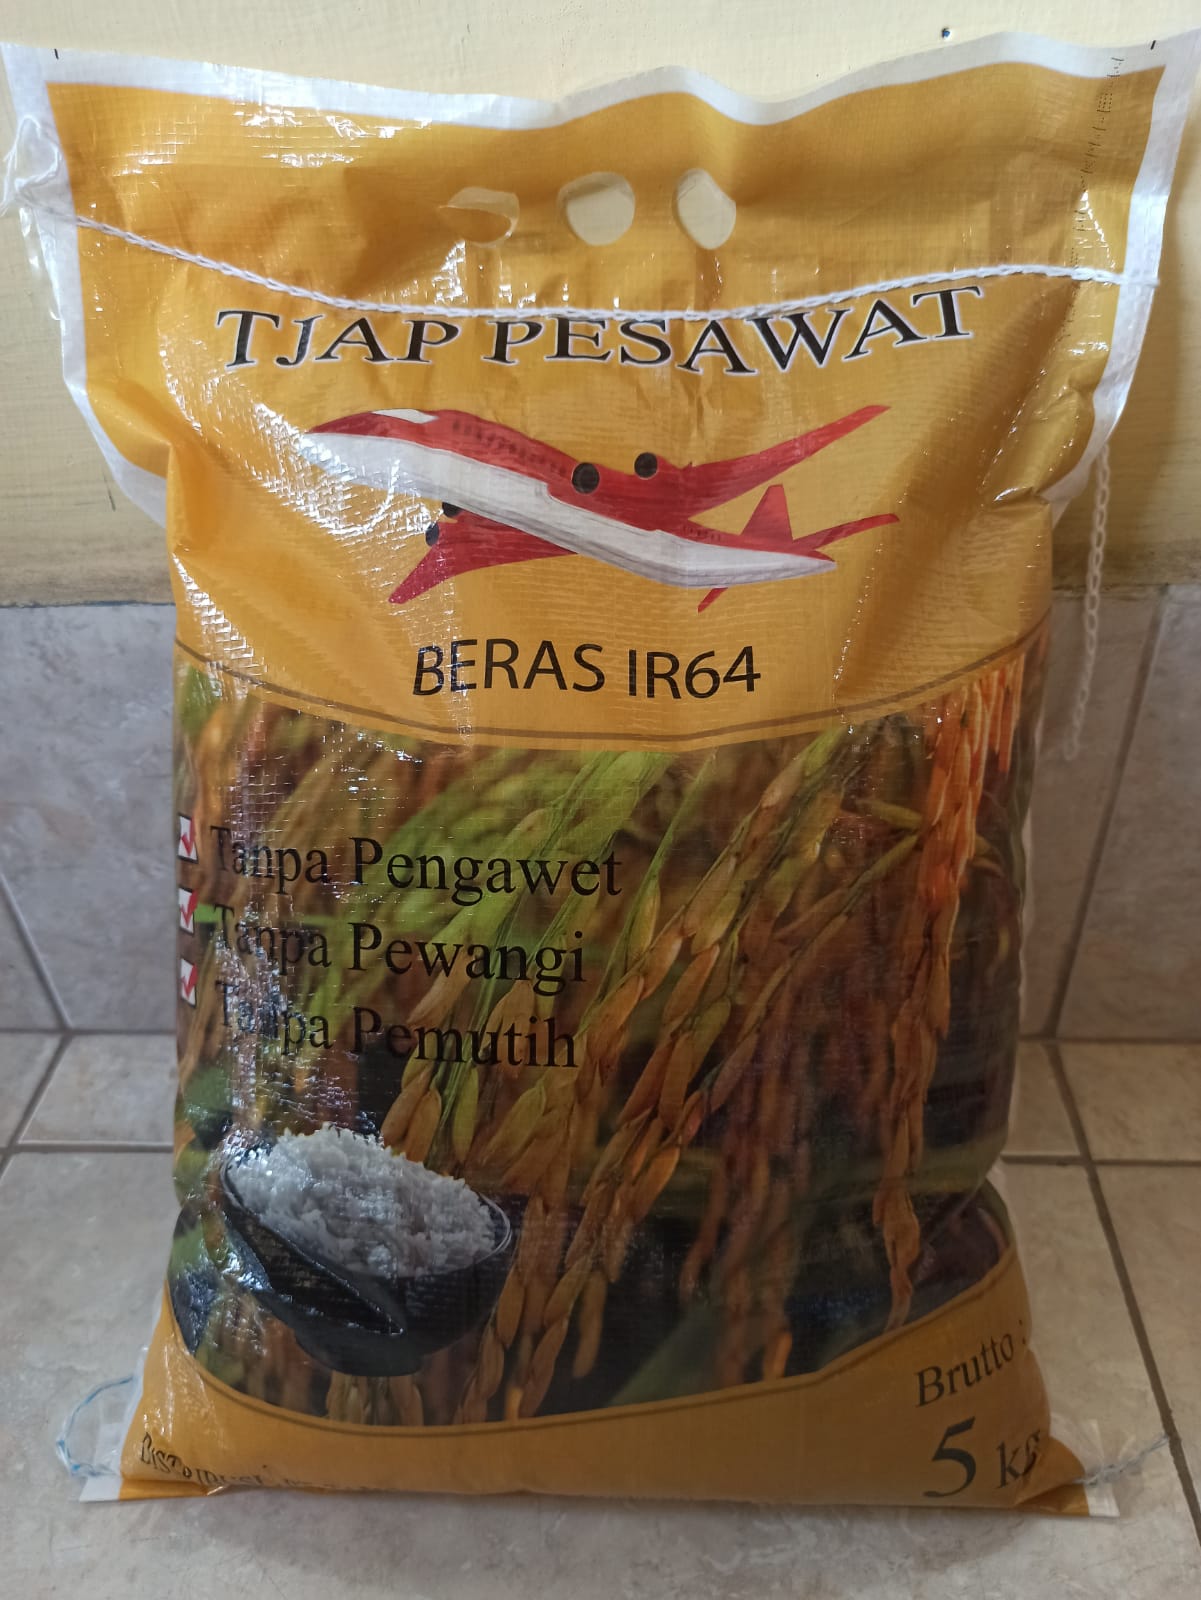 TJAP PESAWAT
BERAS IR64
Tanpa Pengawet
Tanpa Pewangi
Tanpa Pemutih
Brutto :
5 kg